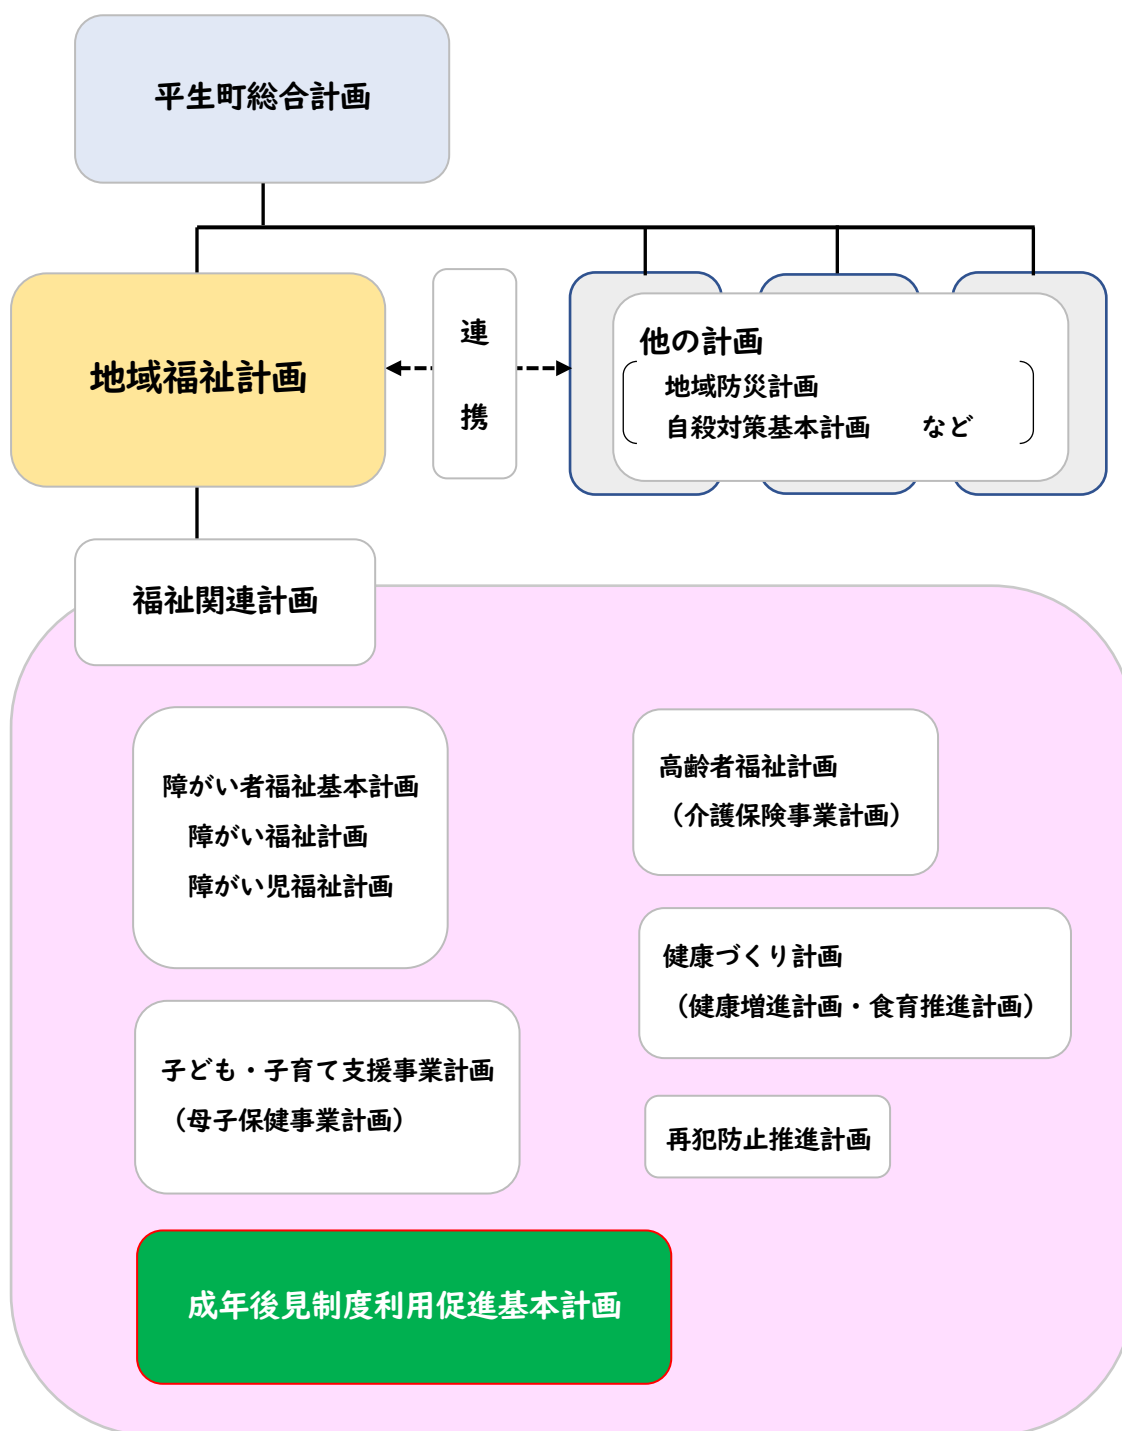 平生町総合計画
地域福祉計画
連
携
他の計画
地域防災計画
自殺対策基本計画　　など
福祉関連計画
障がい者福祉基本計画
障がい福祉計画
障がい児福祉計画
高齢者福祉計画
（介護保険事業計画）
健康づくり計画
（健康増進計画・食育推進計画）
子ども・子育て支援事業計画
（母子保健事業計画）
再犯防止推進計画
成年後見制度利用促進基本計画